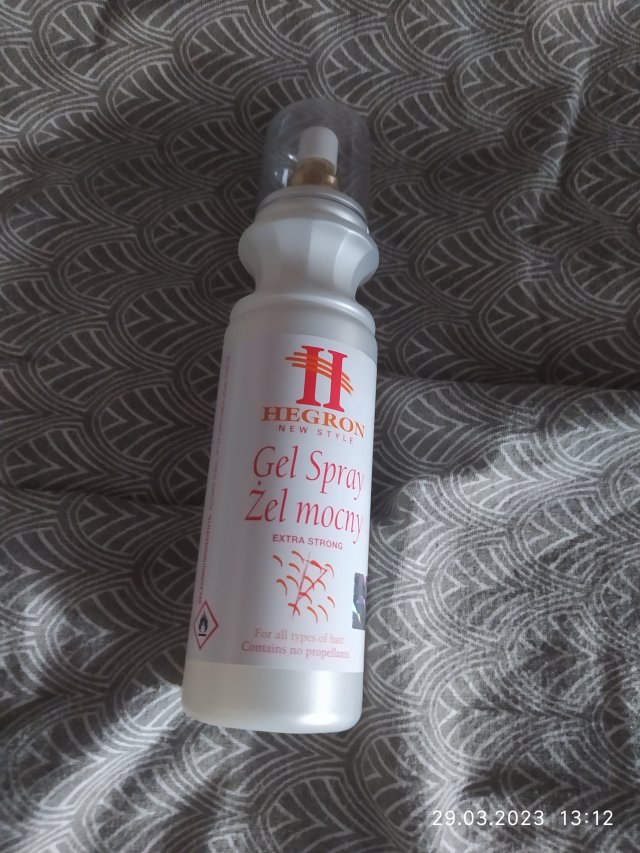 H
HEGRON
NEW STYLE
Gel Spray
Żel mocny
EXTRA STRONG
For all types of hair.
Contains no propellants.
29.03.2023 13:12